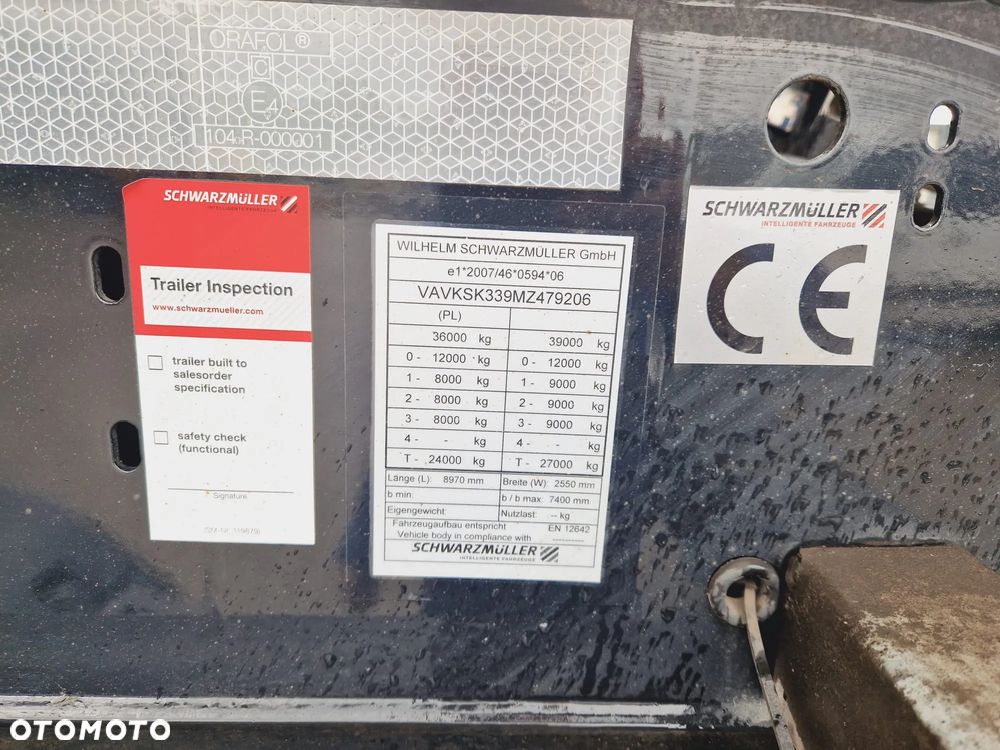 ORAFOL®
C
E4
104 R-000001
SCHWARZMÜLLER
INTELLIGENTE FAHRZEUGE
Trailer Inspection
www.schwarzmueller.com
trailer built to
salesorder
specification
safety check
(functional)
Signature
WILHELM SCHWARZMÜLLER GmbH
e1*2007/46*0594*06
VAVKSK339MZ479206
(PL)
36000 kg 39000 kg
0 - 12000 kg 0 - 12000 kg
1 - 8000 kg 1 - 9000 kg
2 - 8000 kg 2 - 9000 kg
3 - 8000 kg 3 - 9000 kg
4 - - kg 4 - - kg
T - 24000 kg T - 27000 kg
Länge (L): 8970 mm Breite (W): 2550 mm
b min: b / b max: 7400 mm
Eigengewicht: Nutzlast: -- kg
Fahrzeugaufbau entspricht EN 12642
Vehicle body in compliance with ----------
SCHWARZMÜLLER
INTELLIGENTE FAHRZEUGE
SCHWARZMÜLLER
INTELLIGENTE FAHRZEUGE
CE
OTOMOTO